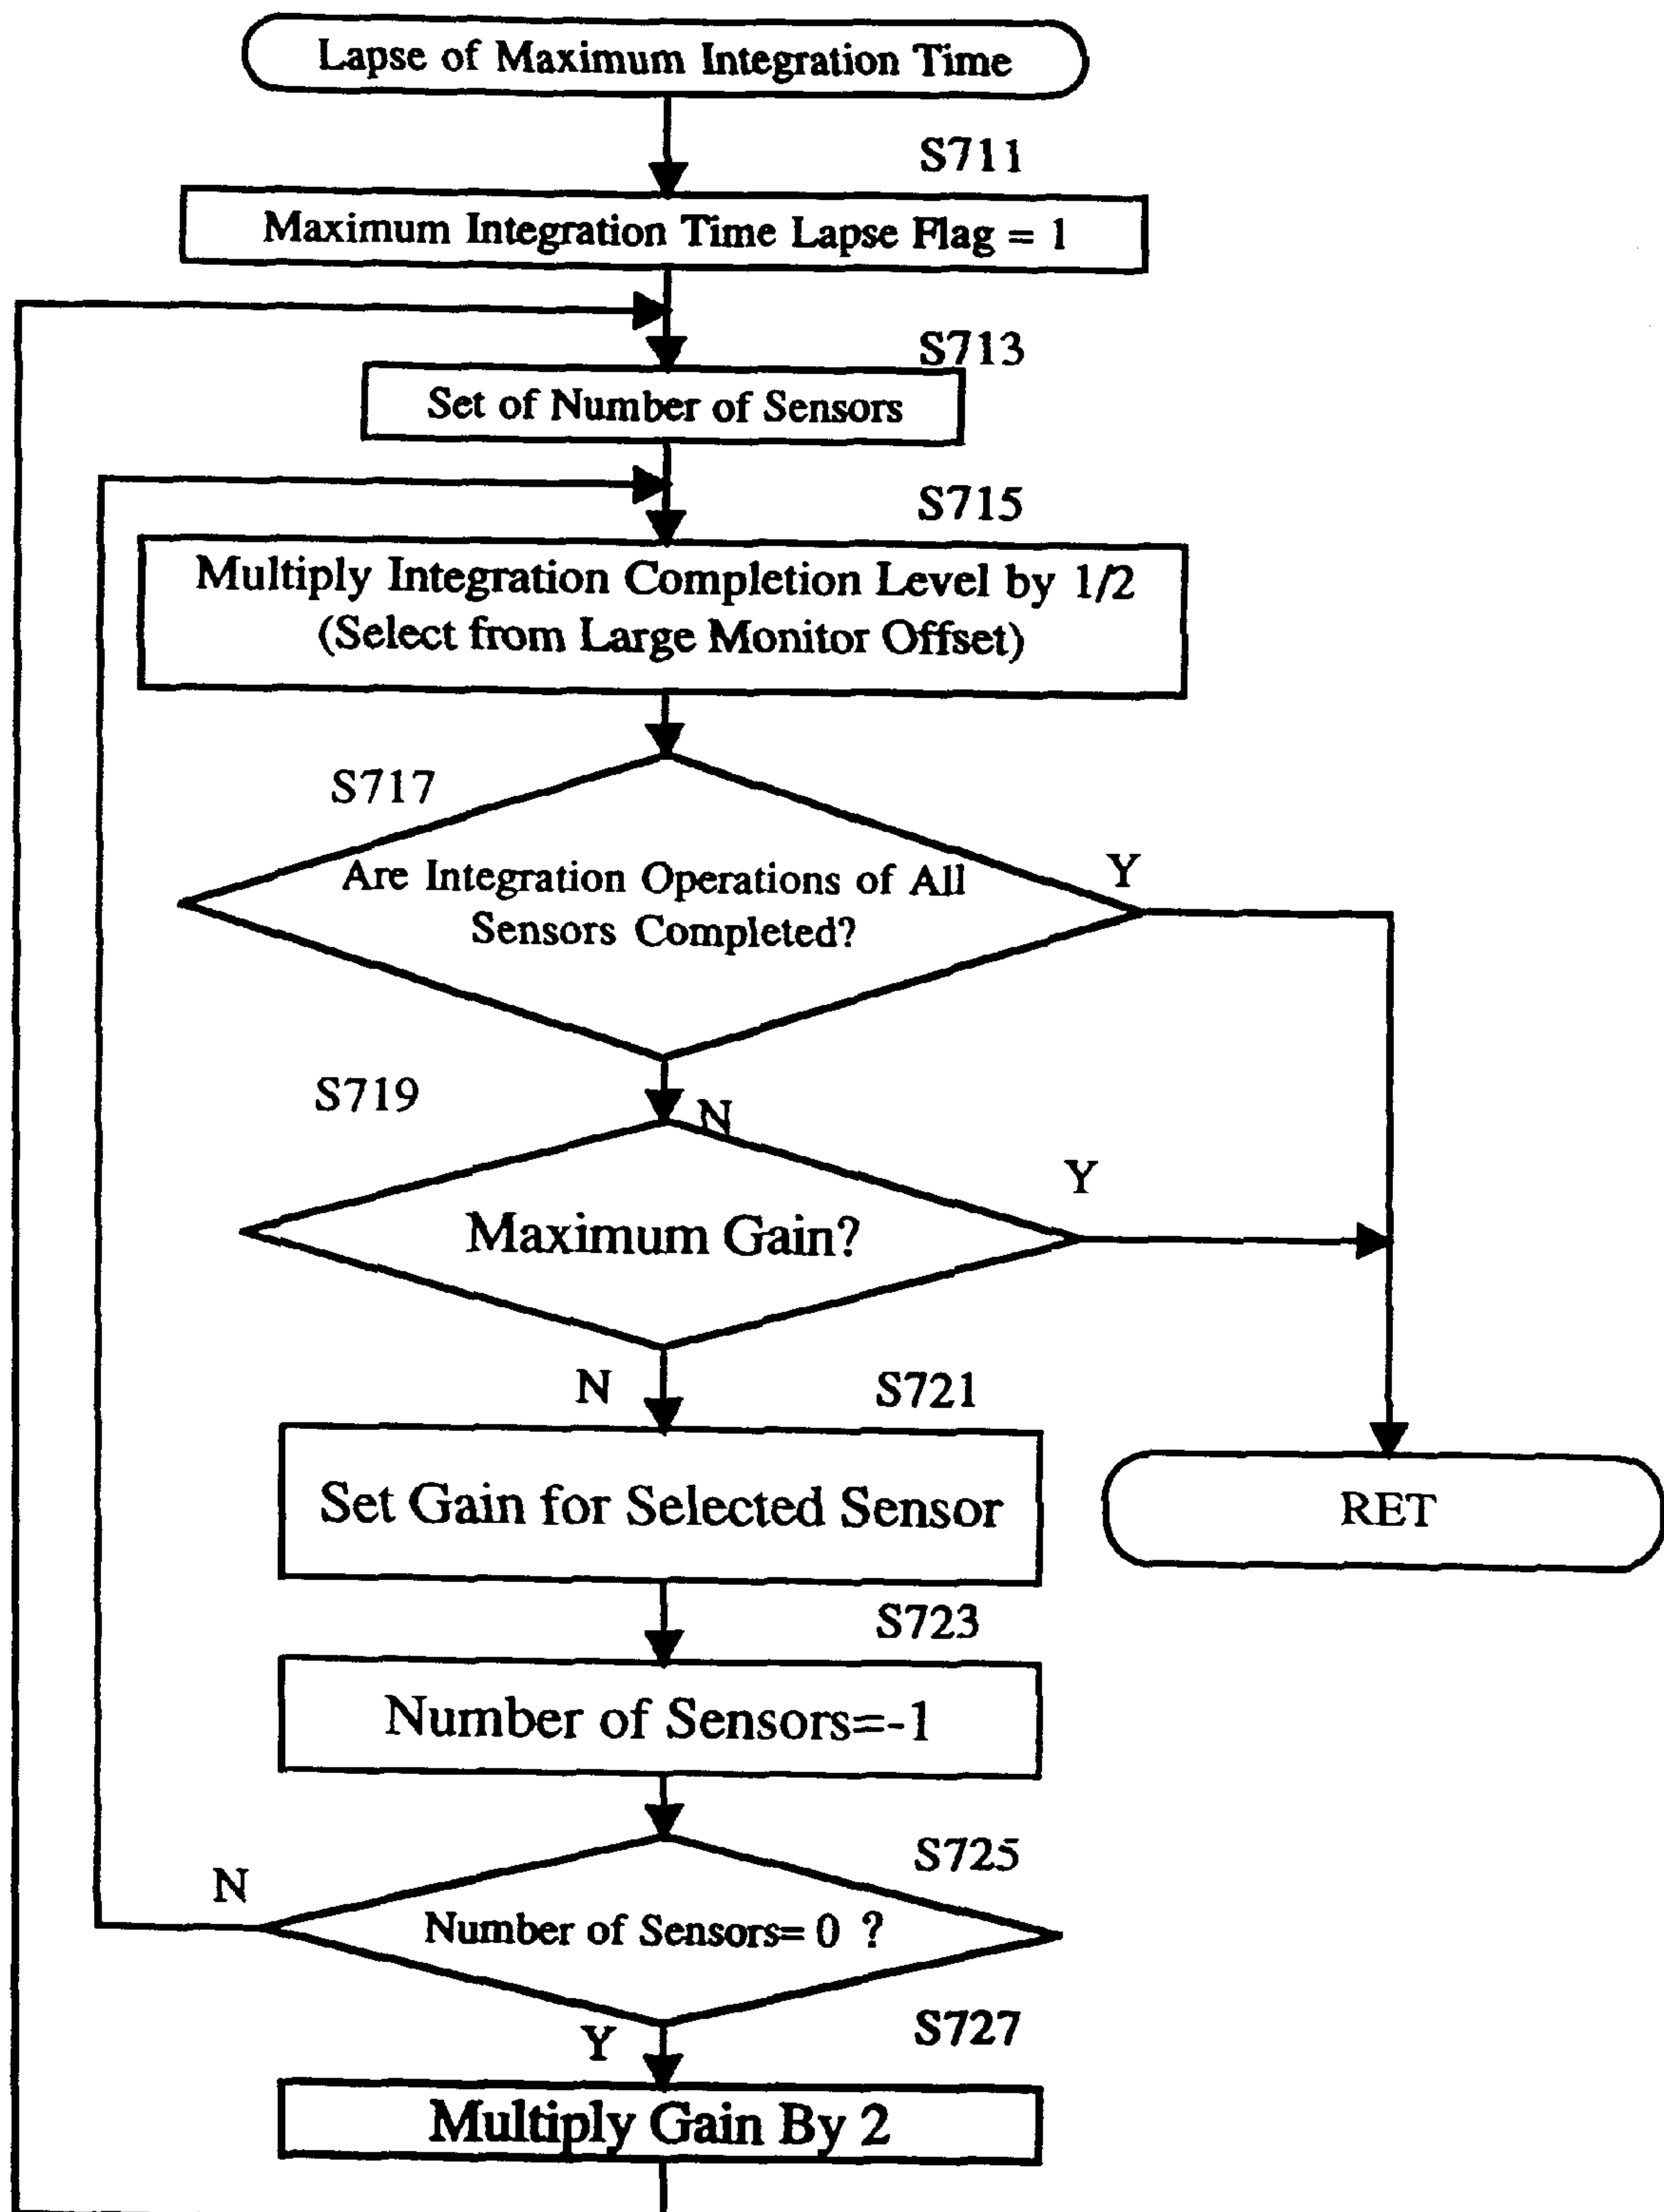 Lapse of Maximum Integration Time
S711
Maximum Integration Time Lapse Flag = 1
S713
Set of Number of Sensors
S715
Multiply Integration Completion Level by 1/2
(Select from Large Monitor Offset)
S717
Are Integration Operations of All
Sensors Completed?
Y
S719
N
Y
Maximum Gain?
N
S721
Set Gain for Selected Sensor
RET
S723
Number of Sensors=-1
S725
N
Number of Sensors= 0 ?
Y
S727
Multiply Gain By 2